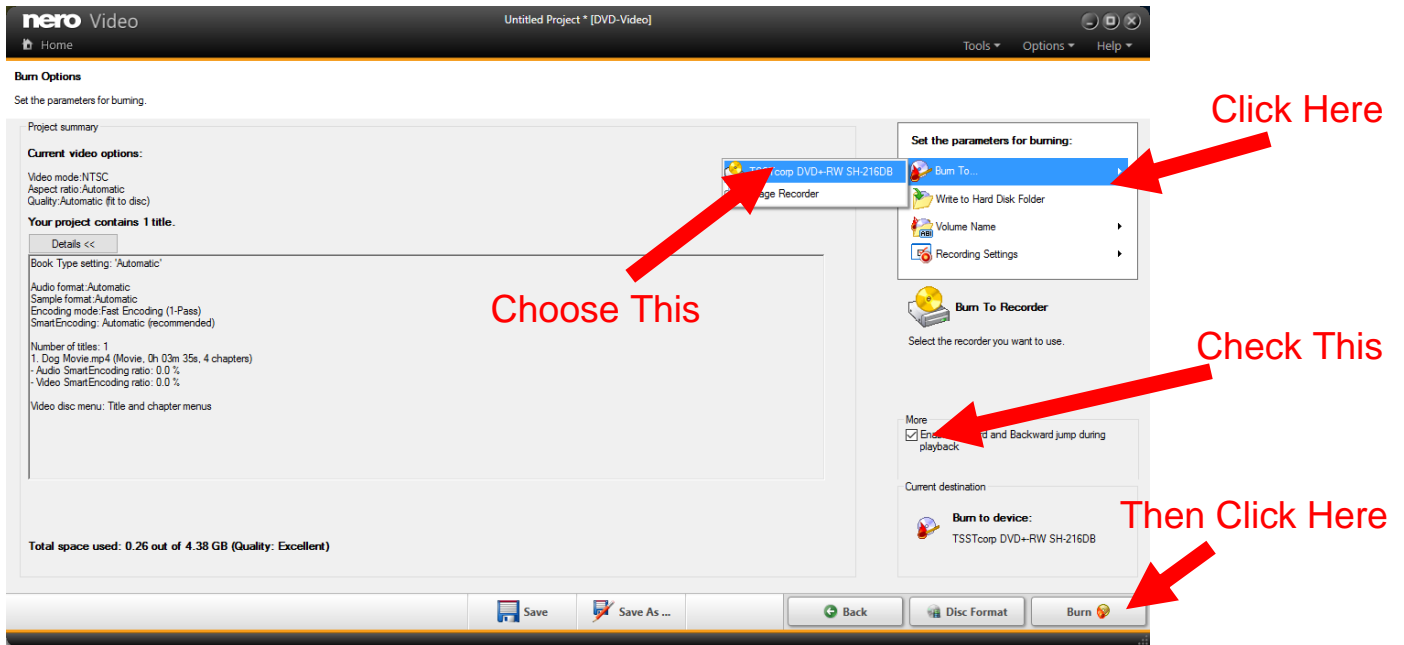 nero Video
Untitled Project * [DVD-Video]
Home
Tools
Options
Help
Burn Options
Set the parameters for burning.
Click Here
Project summary
Current video options:
Video mode:NTSC
Aspect ratio:Automatic
Quality:Automatic (fit to disc)
Your project contains 1 title.
Details <<
Book Type setting: 'Automatic'
Audio format:Automatic
Sample format:Automatic
Encoding mode:Fast Encoding (1-Pass)
SmartEncoding: Automatic (recommended)
Number of titles: 1
1. Dog Movie.mp4 (Movie, 0h 03m 35s, 4 chapters)
- Audio SmartEncoding ratio: 0.0 %
- Video SmartEncoding ratio: 0.0 %
Video disc menu: Title and chapter menus
Total space used: 0.26 out of 4.38 GB (Quality: Excellent)
DVD+-RW SH-216DB
Recorder
Choose This
Set the parameters for burning:
Burn To...
Write to Hard Disk Folder
Volume Name
Recording Settings
Burn To Recorder
Select the recorder you want to use.
Check This
More
and Backward jump during
playback
Current destination
Burn to device:
TSSTcorp DVD+-RW SH-216DB
Then Click Here
Save
Save As ...
Back
Disc Format
Burn